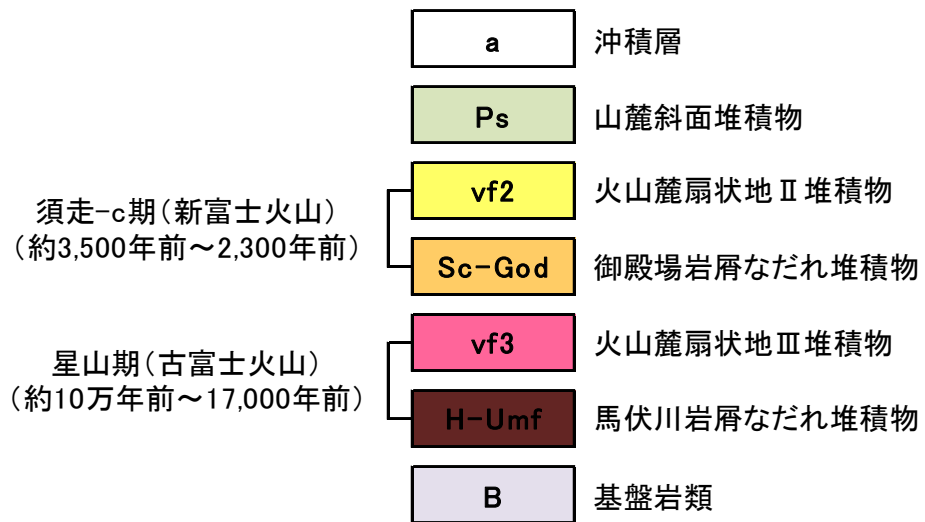 a 沖積層
Ps 山麓斜面堆積物
須走-c期(新富士火山)
(約3,500年前～2,300年前)
vf2 火山麓扇状地Ⅱ堆積物
Sc-God 御殿場岩屑なだれ堆積物
星山期(古富士火山)
(約10万年前～17,000年前)
vf3 火山麓扇状地Ⅲ堆積物
H-Umf 馬伏川岩屑なだれ堆積物
B 基盤岩類